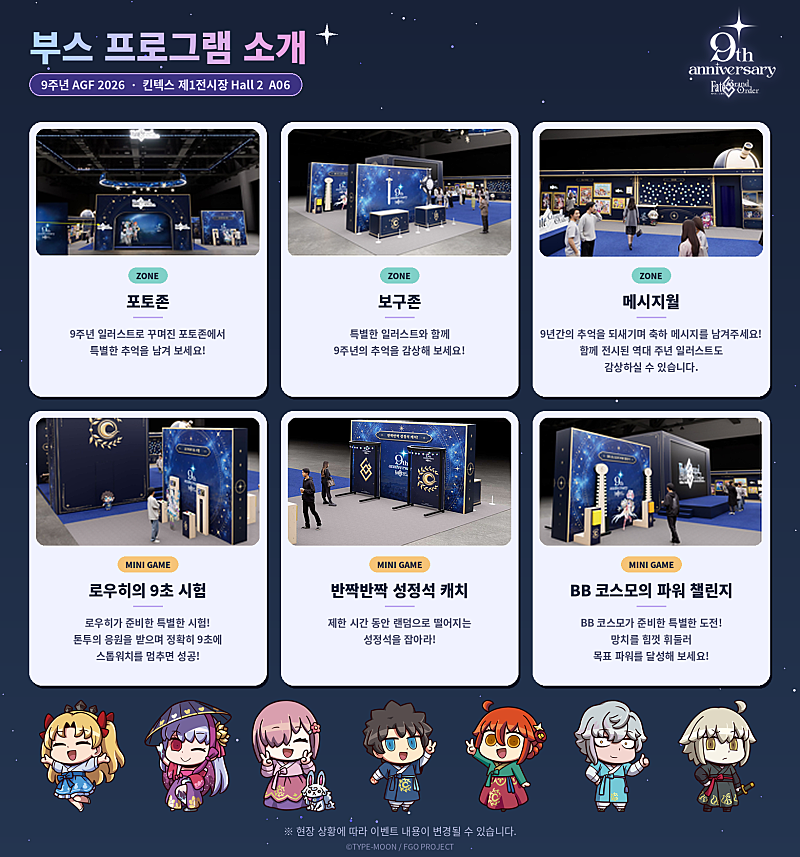 부스 프로그램 소개
9주년 AGF 2026 · 킨텍스 제1전시장 Hall 2 A06
9th
anniversary
Fate/Grand Order
ZONE
포토존
9주년 일러스트로 꾸며진 포토존에서
특별한 추억을 남겨 보세요!
ZONE
보구존
특별한 일러스트와 함께
9주년의 추억을 감상해 보세요!
ZONE
메시지월
9년간의 추억을 되새기며 축하 메시지를 남겨주세요!
함께 전시된 역대 주년 일러스트도
감상하실 수 있습니다.
MINI GAME
로우히의 9초 시험
로우히가 준비한 특별한 시험!
톤투의 응원을 받으며 정확히 9초에
스톱워치를 멈추면 성공!
반짝반짝 성정석 캐치
9th
anniversary
MINI GAME
반짝반짝 성정석 캐치
제한 시간 동안 랜덤으로 떨어지는
성정석을 잡아라!
MINI GAME
BB 코스모의 파워 챌린지
BB 코스모가 준비한 특별한 도전!
망치를 힘껏 휘둘러
목표 파워를 달성해 보세요!
※ 현장 상황에 따라 이벤트 내용이 변경될 수 있습니다.
©TYPE-MOON / FGO PROJECT